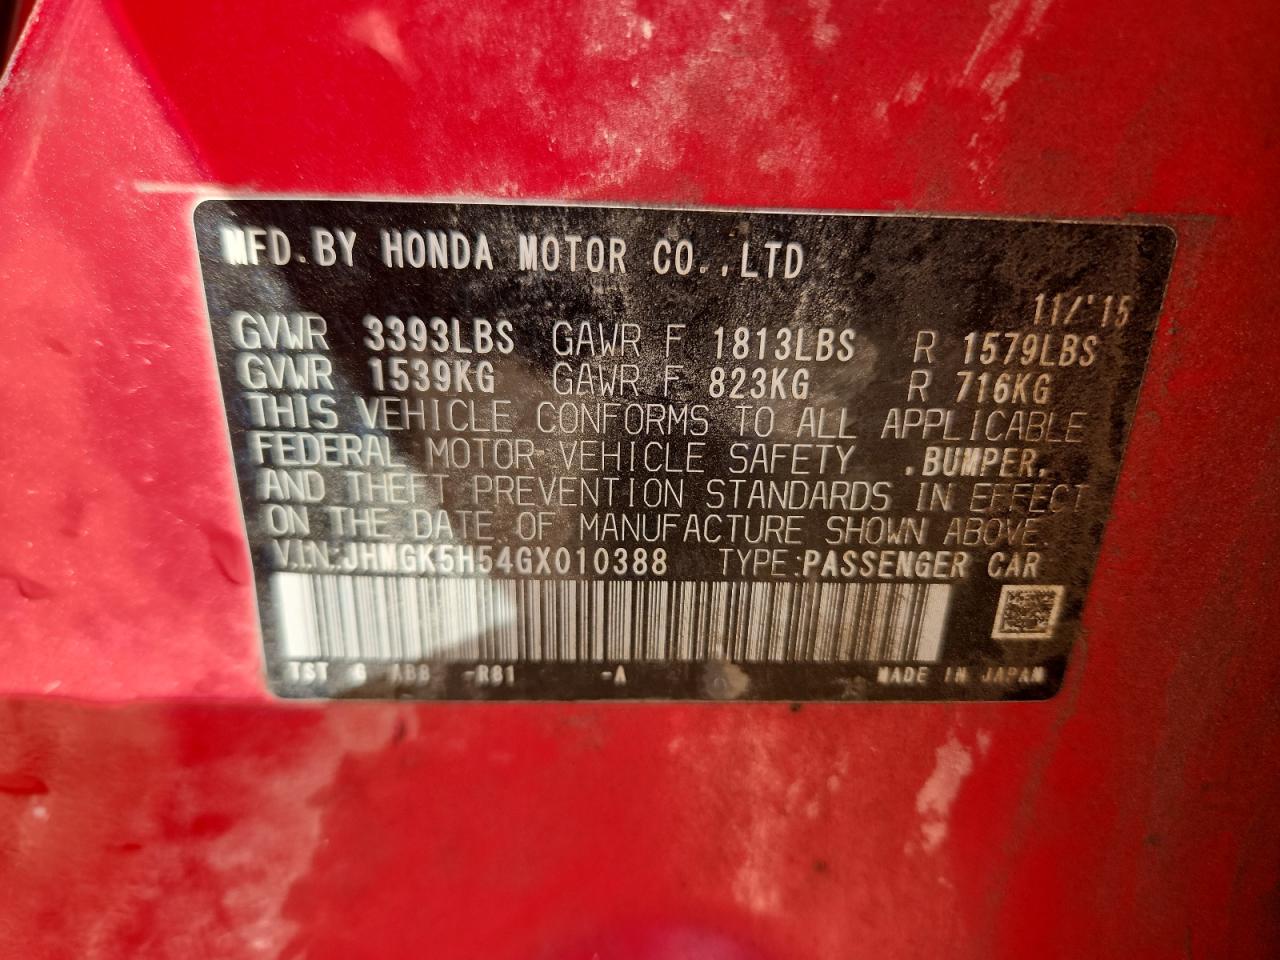 MFD.BY HONDA MOTOR CO.,LTD
11/'15
GVWR 3393LBS GAWR F 1813LBS R 1579LBS
GVWR 1539KG GAWR F 823KG R 716KG
THIS VEHICLE CONFORMS TO ALL APPLICABLE
FEDERAL MOTOR VEHICLE SAFETY ,BUMPER,
AND THEFT PREVENTION STANDARDS IN EFFECT
ON THE DATE OF MANUFACTURE SHOWN ABOVE.
V.I.N.:JHMGK5H54GX010388 TYPE:PASSENGER CAR
TST G -R81 -A MADE IN JAPAN